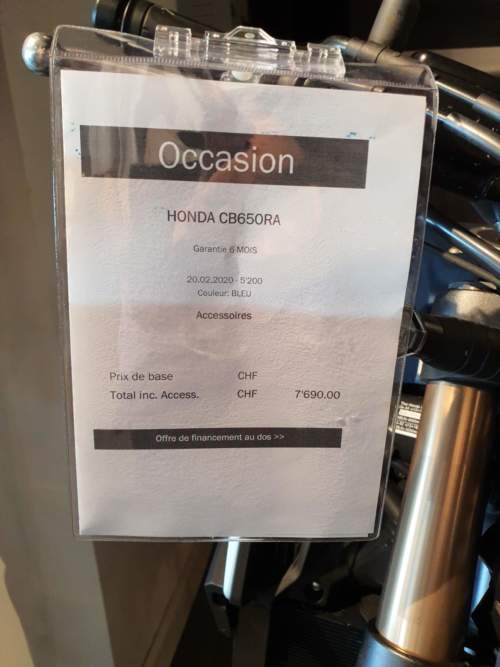 Occasion
HONDA CB650RA
Garantie 6 MOIS
20.02.2020 - 5'200
Couleur: BLEU
Accessoires
Prix de base CHF
Total inc. Access. CHF 7'690.00
Offre de financement au dos >>